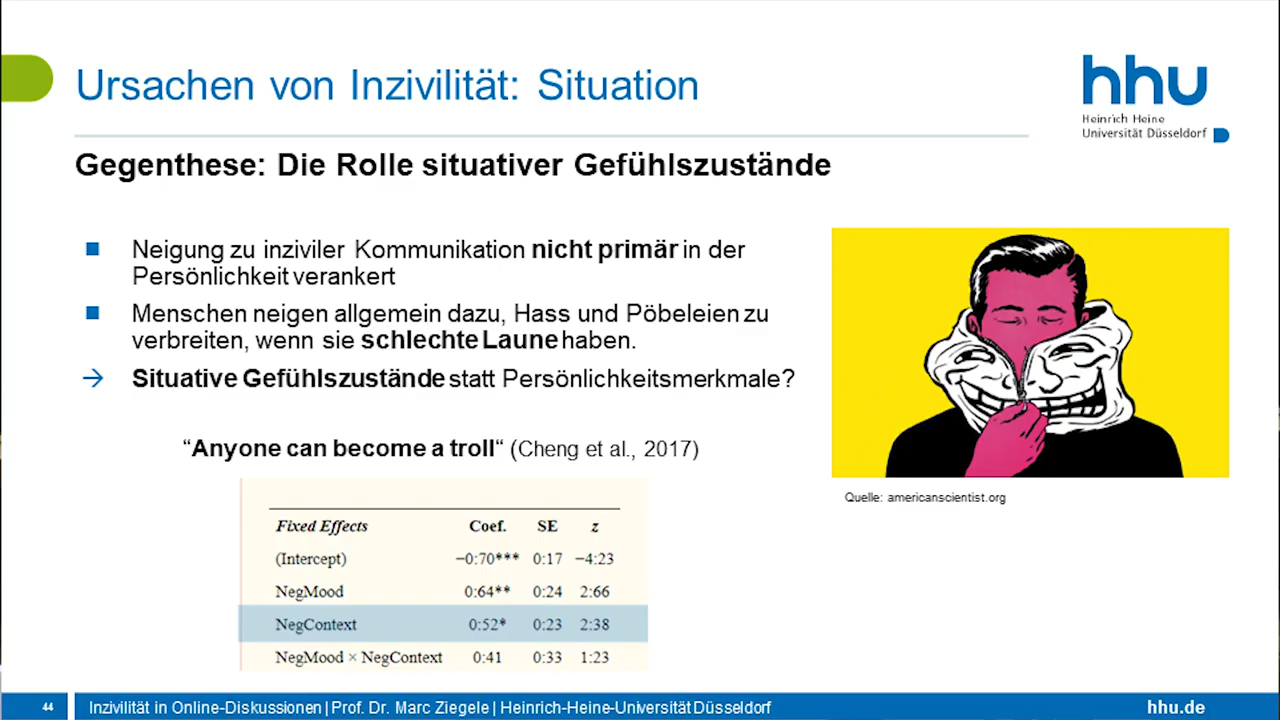 Ursachen von Inzivilität: Situation
hhu
Heinrich Heine
Universität Düsseldorf
Gegenthese: Die Rolle situativer Gefühlszustände
Neigung zu inziviler Kommunikation nicht primär in der
Persönlichkeit verankert
Menschen neigen allgemein dazu, Hass und Pöbeleien zu
verbreiten, wenn sie schlechte Laune haben.
→ Situative Gefühlszustände statt Persönlichkeitsmerkmale?
“Anyone can become a troll“ (Cheng et al., 2017)
Quelle: americanscientist.org
Fixed Effects Coef. SE z
(Intercept) −0:70*** 0:17 −4:23
NegMood 0:64** 0:24 2:66
NegContext 0:52* 0:23 2:38
NegMood × NegContext 0:41 0:33 1:23
44 Inzivilität in Online-Diskussionen | Prof. Dr. Marc Ziegele | Heinrich-Heine-Universität Düsseldorf hhu.de